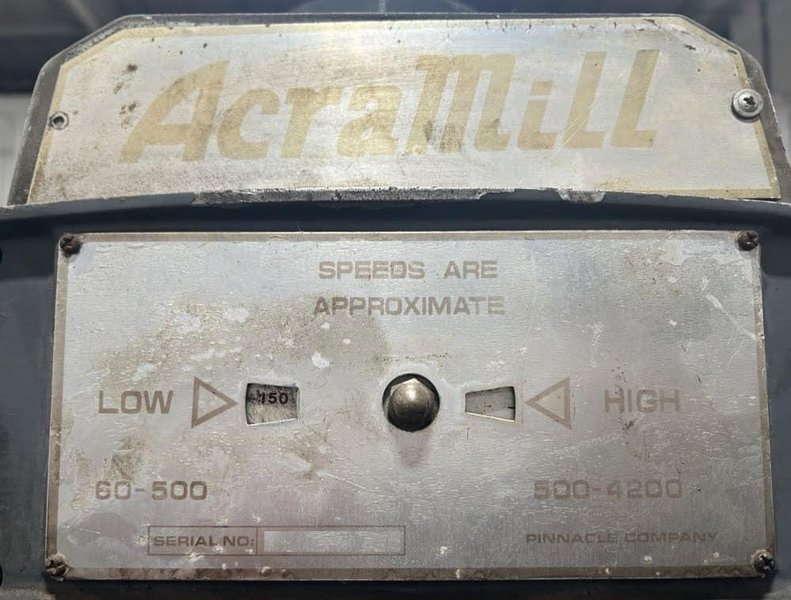 AcraMill
SPEEDS ARE
APPROXIMATE
LOW 150 HIGH
60-500 500-4200
SERIAL NO: PINNACLE COMPANY